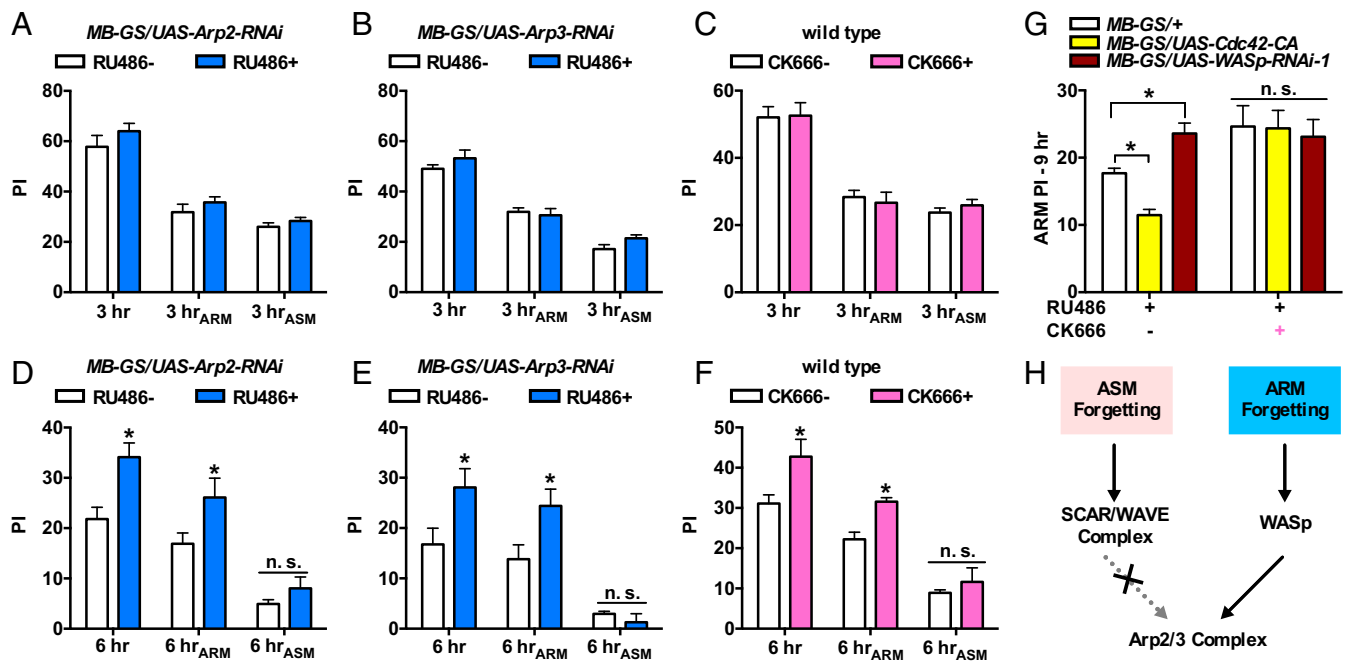 A
MB-GS/UAS-Arp2-RNAi
RU486- RU486+
PI
60
40
20
0
3 hr 3 hrARM 3 hrASM
B
MB-GS/UAS-Arp3-RNAi
RU486- RU486+
PI
80
60
40
20
0
3 hr 3 hrARM 3 hrASM
C
wild type
CK666- CK666+
PI
60
40
20
0
3 hr 3 hrARM 3 hrASM
G
MB-GS/+
MB-GS/UAS-Cdc42-CA
MB-GS/UAS-WASp-RNAi-1
ARM PI - 9 hr
30
20
10
0
* * n. s.
RU486 + +
CK666 - +
D
MB-GS/UAS-Arp2-RNAi
RU486- RU486+
PI
40
30
20
10
0
* * n. s.
6 hr 6 hrARM 6 hrASM
E
MB-GS/UAS-Arp3-RNAi
RU486- RU486+
PI
40
30
20
10
0
* * n. s.
6 hr 6 hrARM 6 hrASM
F
wild type
CK666- CK666+
PI
50
40
30
20
10
0
* * n. s.
6 hr 6 hrARM 6 hrASM
H
ASM
Forgetting
ARM
Forgetting
SCAR/WAVE
Complex
WASp
Arp2/3 Complex